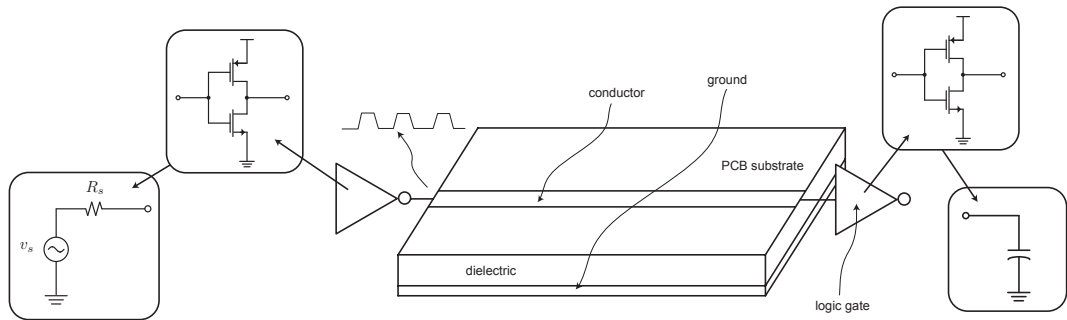 ground
conductor
PCB substrate
R_s
v_s
dielectric
logic gate